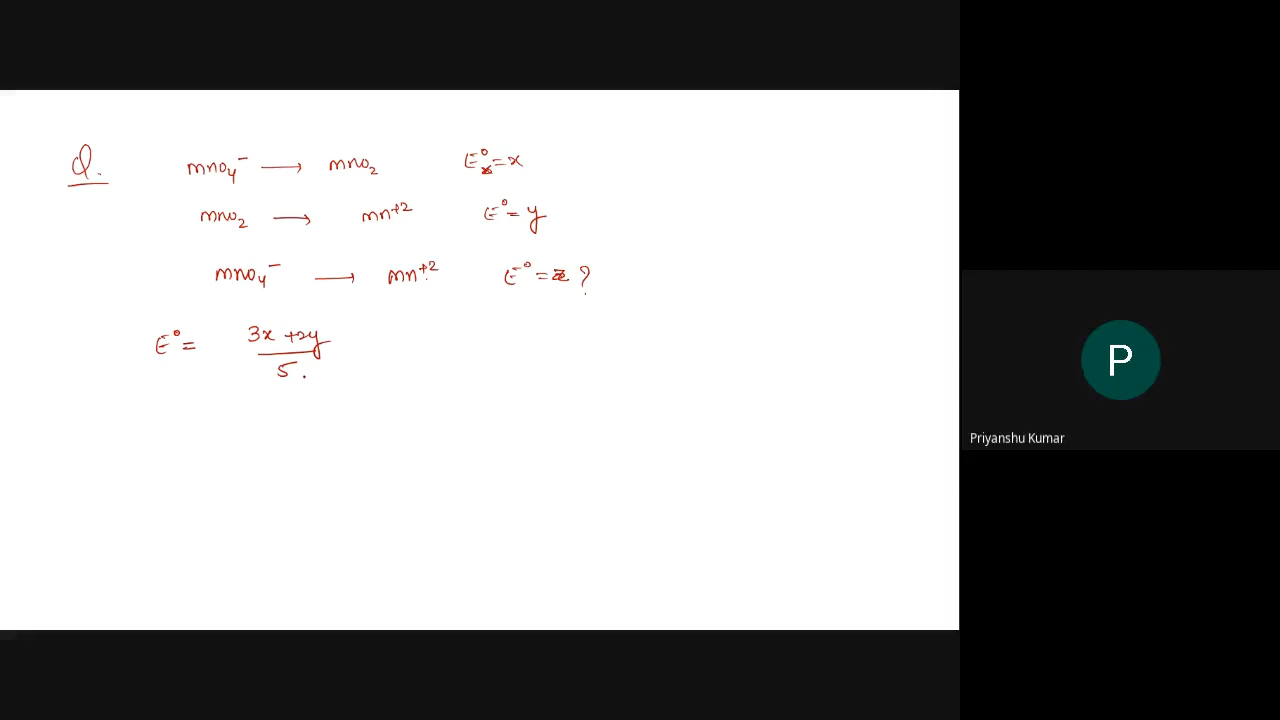 Q. mno4⁻ → mno2 E°x = x
mno2 → mn⁺² E° = y
mno4⁻ → mn⁺² E° = z ?
E° = 3x + 2y
5.
P
Priyanshu Kumar